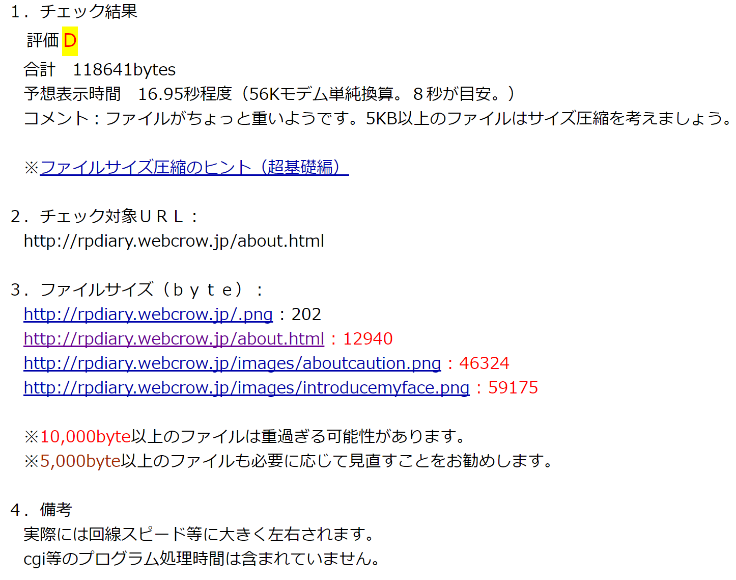 １．チェック結果
評価 D
合計　118641bytes
予想表示時間　16.95秒程度（56Kモデム単純換算。８秒が目安。）
コメント：ファイルがちょっと重いようです。5KB以上のファイルはサイズ圧縮を考えましょう。
※ファイルサイズ圧縮のヒント（超基礎編）
２．チェック対象ＵＲＬ：
http://rpdiary.webcrow.jp/about.html
３．ファイルサイズ（ｂｙｔｅ）：
http://rpdiary.webcrow.jp/.png：202
http://rpdiary.webcrow.jp/about.html：12940
http://rpdiary.webcrow.jp/images/aboutcaution.png：46324
http://rpdiary.webcrow.jp/images/introducemyface.png：59175
※10,000byte以上のファイルは重過ぎる可能性があります。
※5,000byte以上のファイルも必要に応じて見直すことをお勧めします。
４．備考
実際には回線スピード等に大きく左右されます。
cgi等のプログラム処理時間は含まれていません。